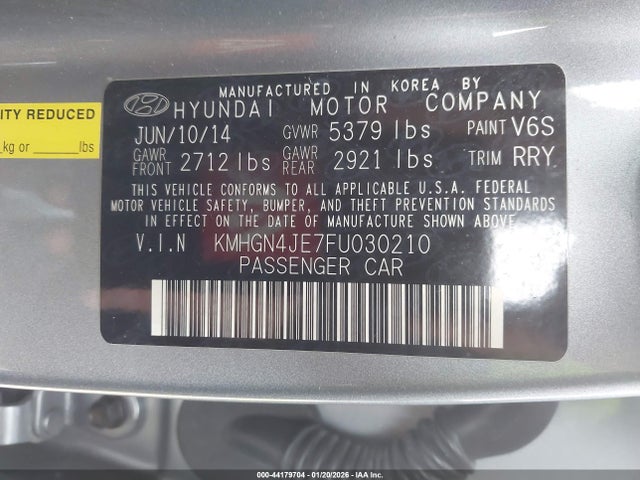 MANUFACTURED IN KOREA BY
HYUNDAI MOTOR COMPANY
JUN/10/14 GVWR 5379 lbs PAINT V6S
GAWR FRONT 2712 lbs GAWR REAR 2921 lbs TRIM RRY
THIS VEHICLE CONFORMS TO ALL APPLICABLE U.S.A. FEDERAL
MOTOR VEHICLE SAFETY, BUMPER, AND THEFT PREVENTION STANDARDS
IN EFFECT ON THE DATE OF MANUFACTURE SHOWN ABOVE.
V.I.N KMHGN4JE7FU030210
PASSENGER CAR
ITY REDUCED
kg or ______lbs
000-44179704 | 01/20/2026 | IAA Inc.